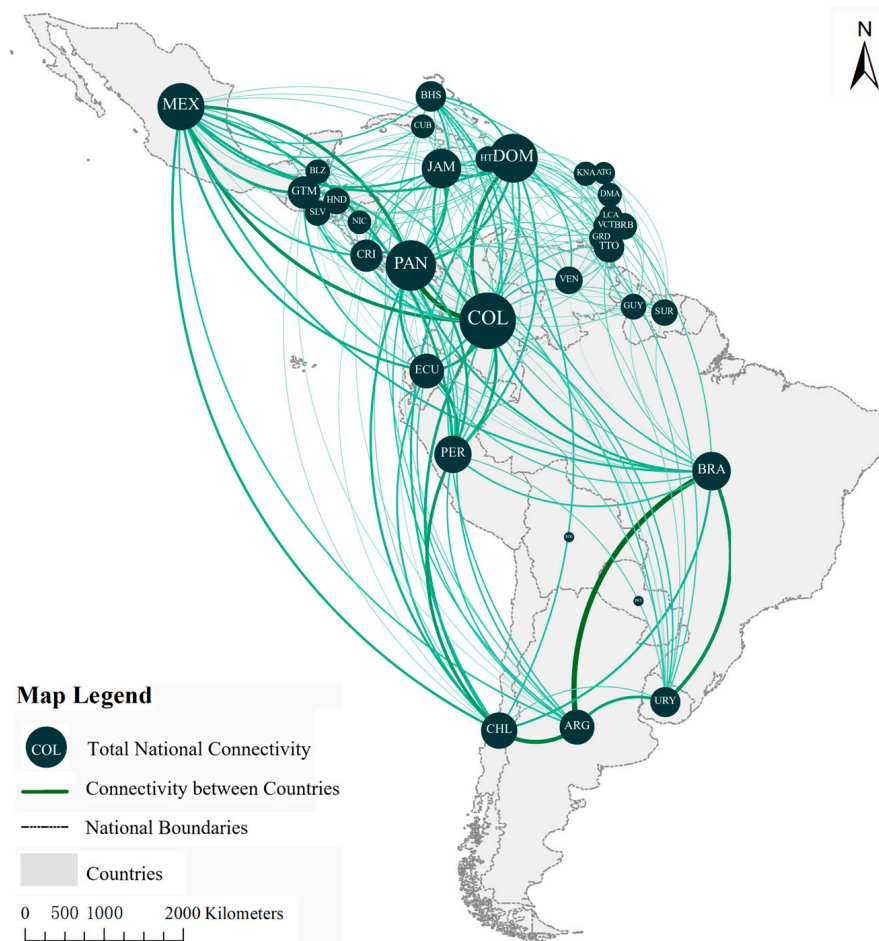 N
MEX
BHS
CUB
DOM
HT
JAM
KNA
ATG
BLZ
GTM
DMA
HND
SLV
LCA
NIC
VCT
BRB
GRD
TTO
CRI
PAN
VEN
COL
GUY
SUR
ECU
PER
BRA
URY
CHL
ARG
Map Legend
COL Total National Connectivity
Connectivity between Countries
National Boundaries
Countries
0 500 1000 2000 Kilometers